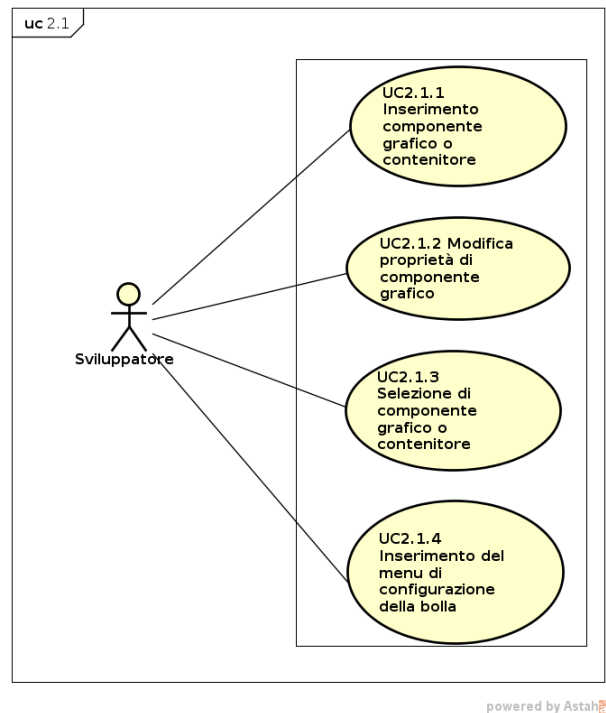 uc 2.1
UC2.1.1
Inserimento
componente
grafico o
contenitore
UC2.1.2 Modifica
proprietà di
componente
grafico
Sviluppatore
UC2.1.3
Selezione di
componente
grafico o
contenitore
UC2.1.4
Inserimento del
menu di
configurazione
della bolla
powered by Astah